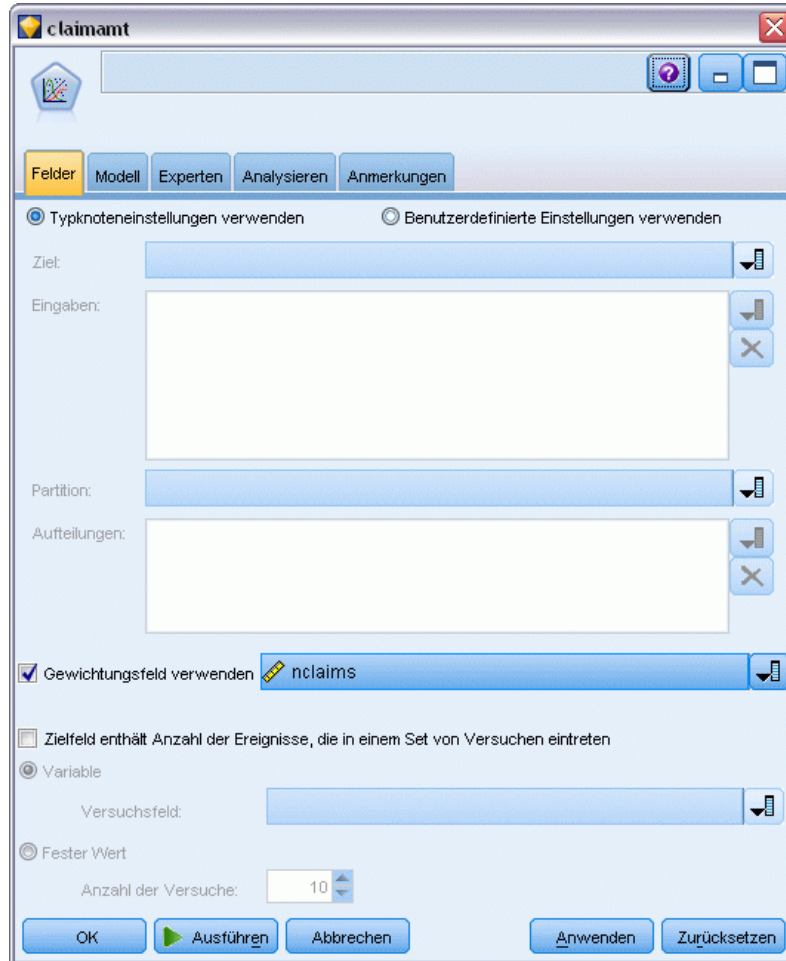 claimamt
Felder Modell Experten Analysieren Anmerkungen
Typknoteneinstellungen verwenden Benutzerdefinierte Einstellungen verwenden
Ziel:
Eingaben:
Partition:
Aufteilungen:
Gewichtungsfeld verwenden nclaims
Zielfeld enthält Anzahl der Ereignisse, die in einem Set von Versuchen eintreten
Variable
Versuchsfeld:
Fester Wert
Anzahl der Versuche: 10
OK Ausführen Abbrechen Anwenden Zurücksetzen